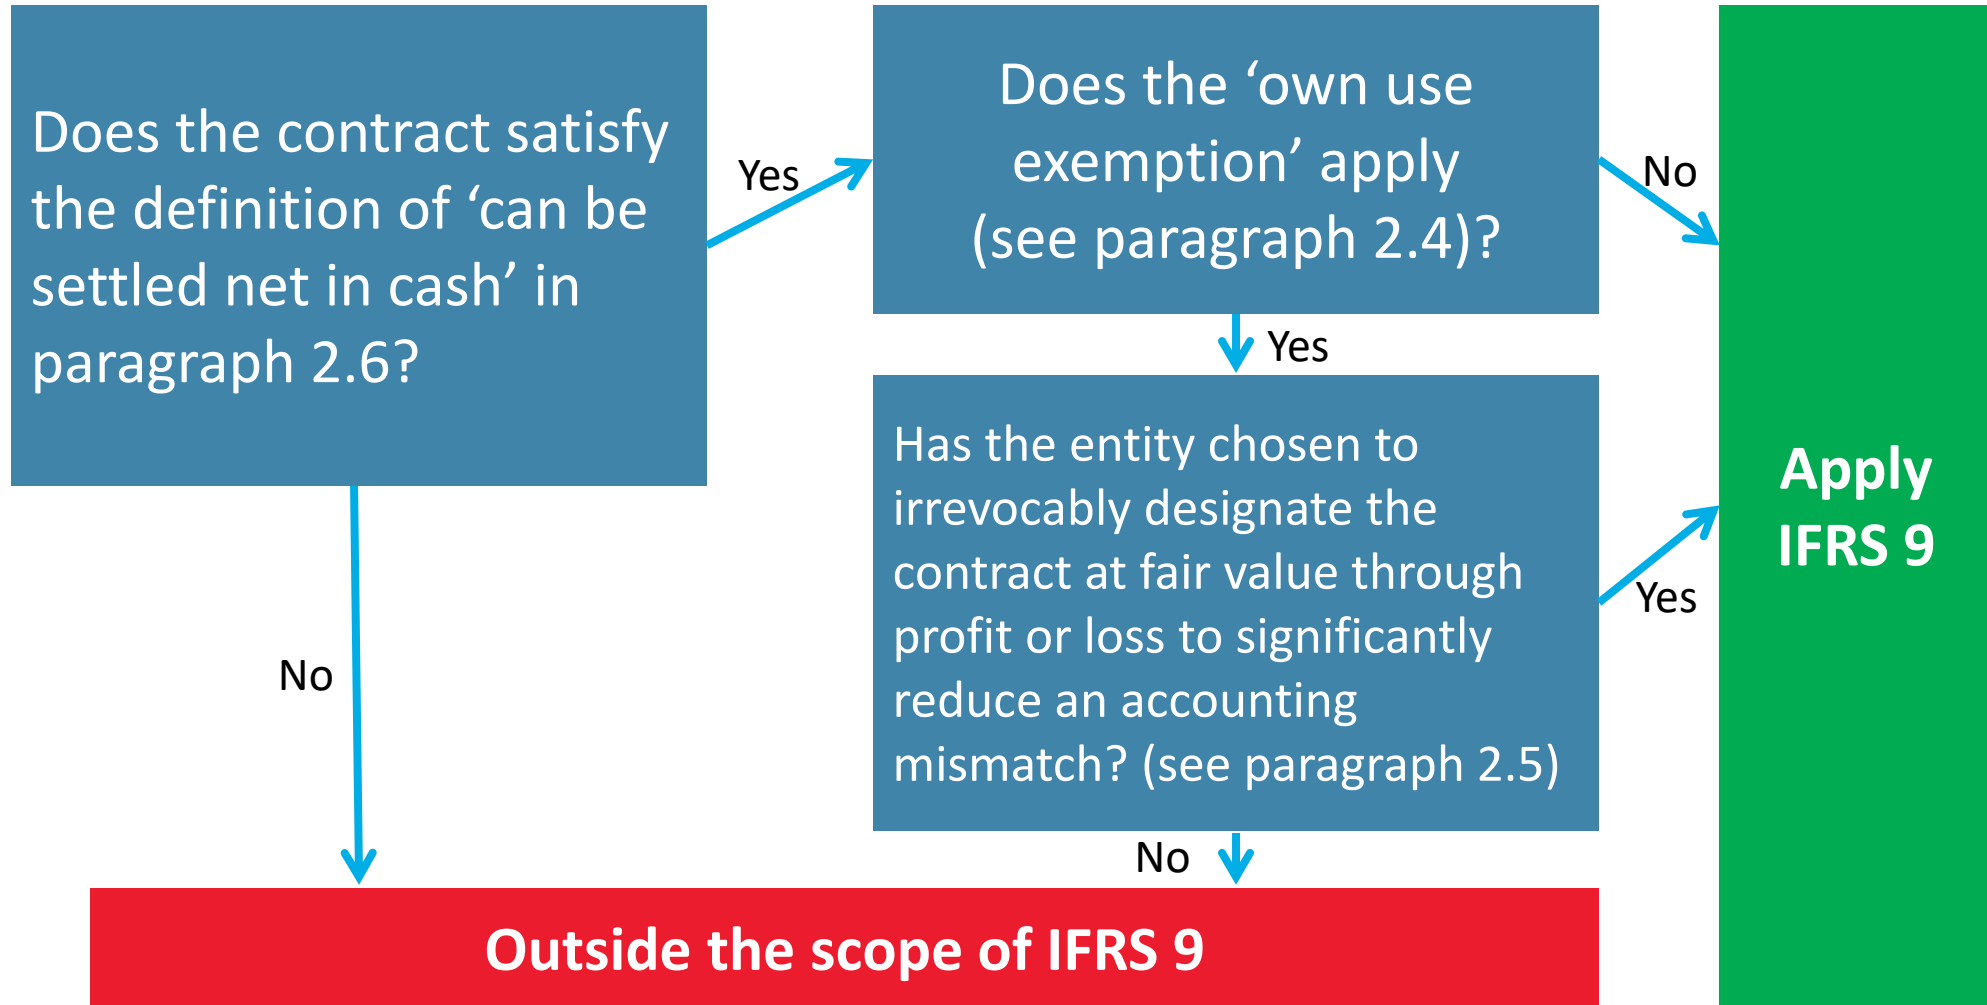 Does the contract satisfy
the definition of ‘can be
settled net in cash’ in
paragraph 2.6?
Yes
Does the ‘own use
exemption’ apply
(see paragraph 2.4)?
No
Yes
Has the entity chosen to
irrevocably designate the
contract at fair value through
profit or loss to significantly
reduce an accounting
mismatch? (see paragraph 2.5)
Yes
Apply
IFRS 9
No
No
Outside the scope of IFRS 9